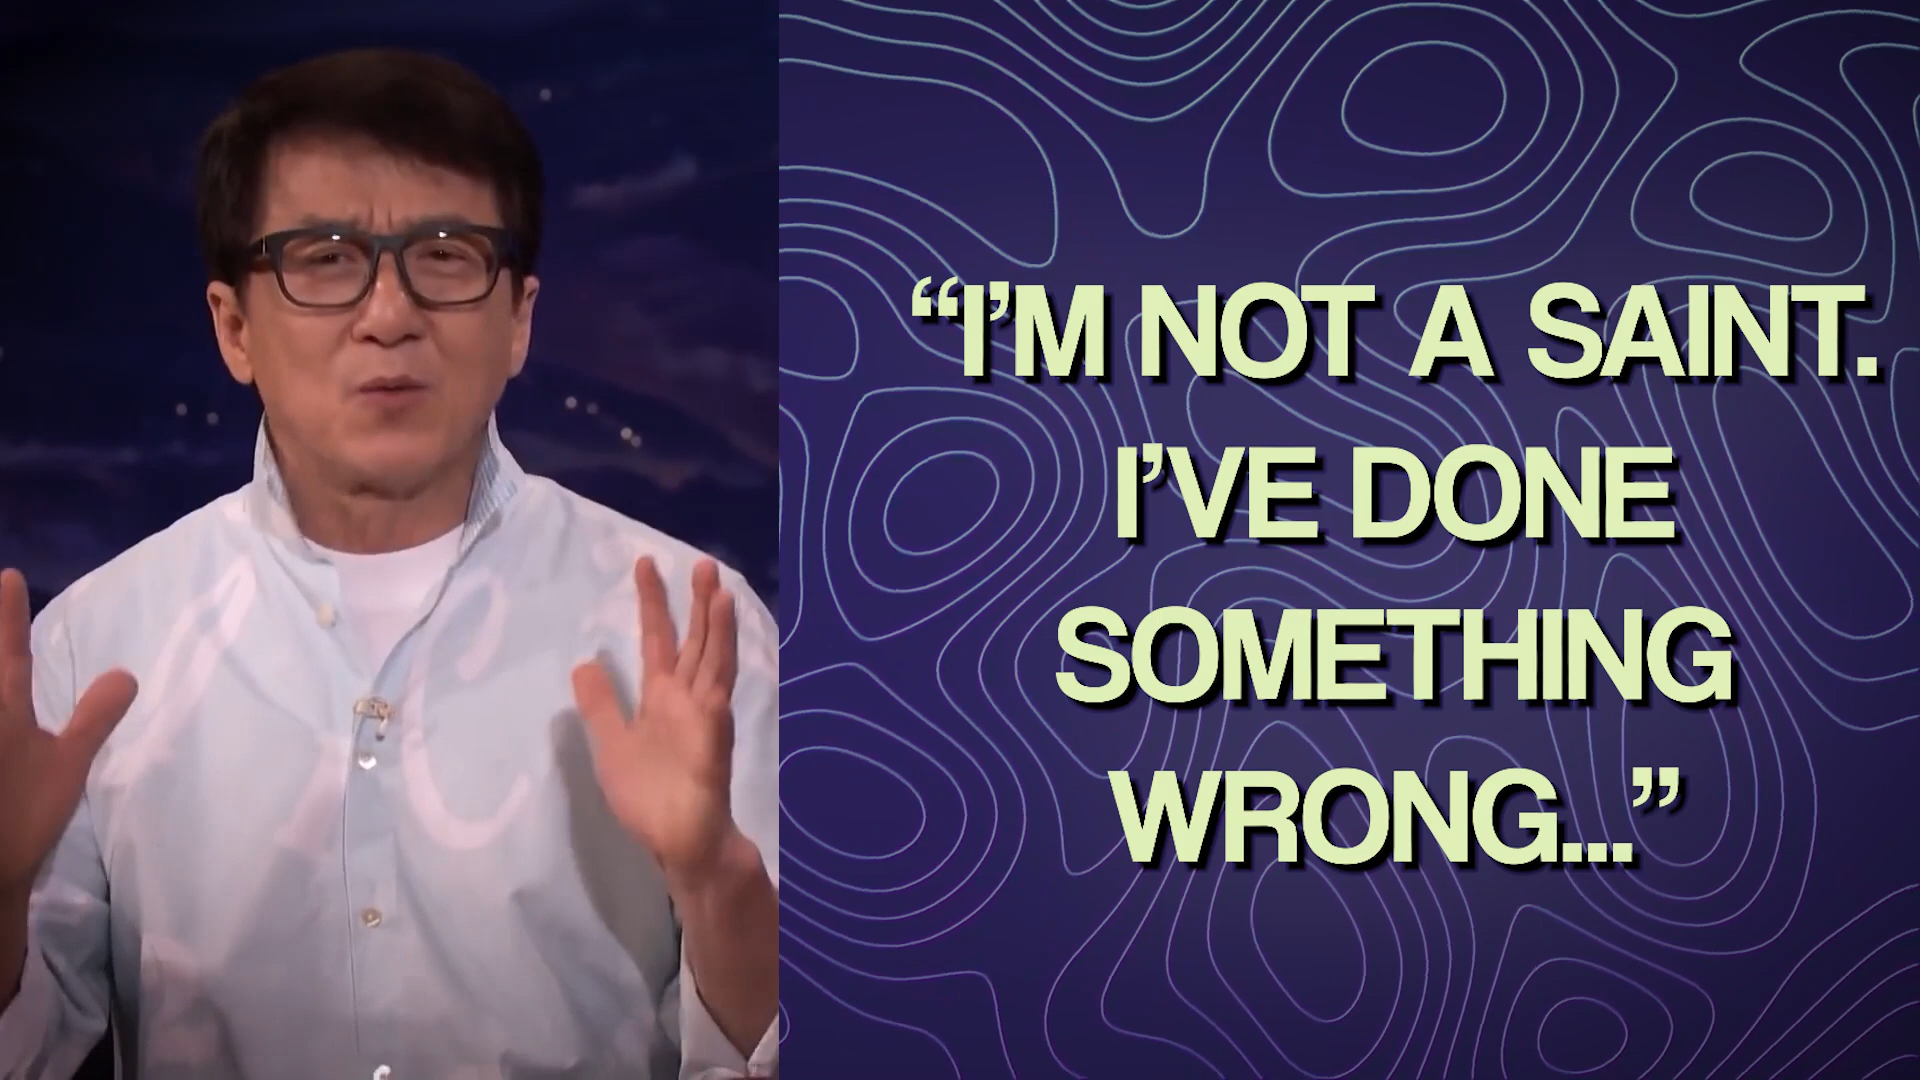 “I’M NOT A SAINT.
I’VE DONE
SOMETHING
WRONG...”